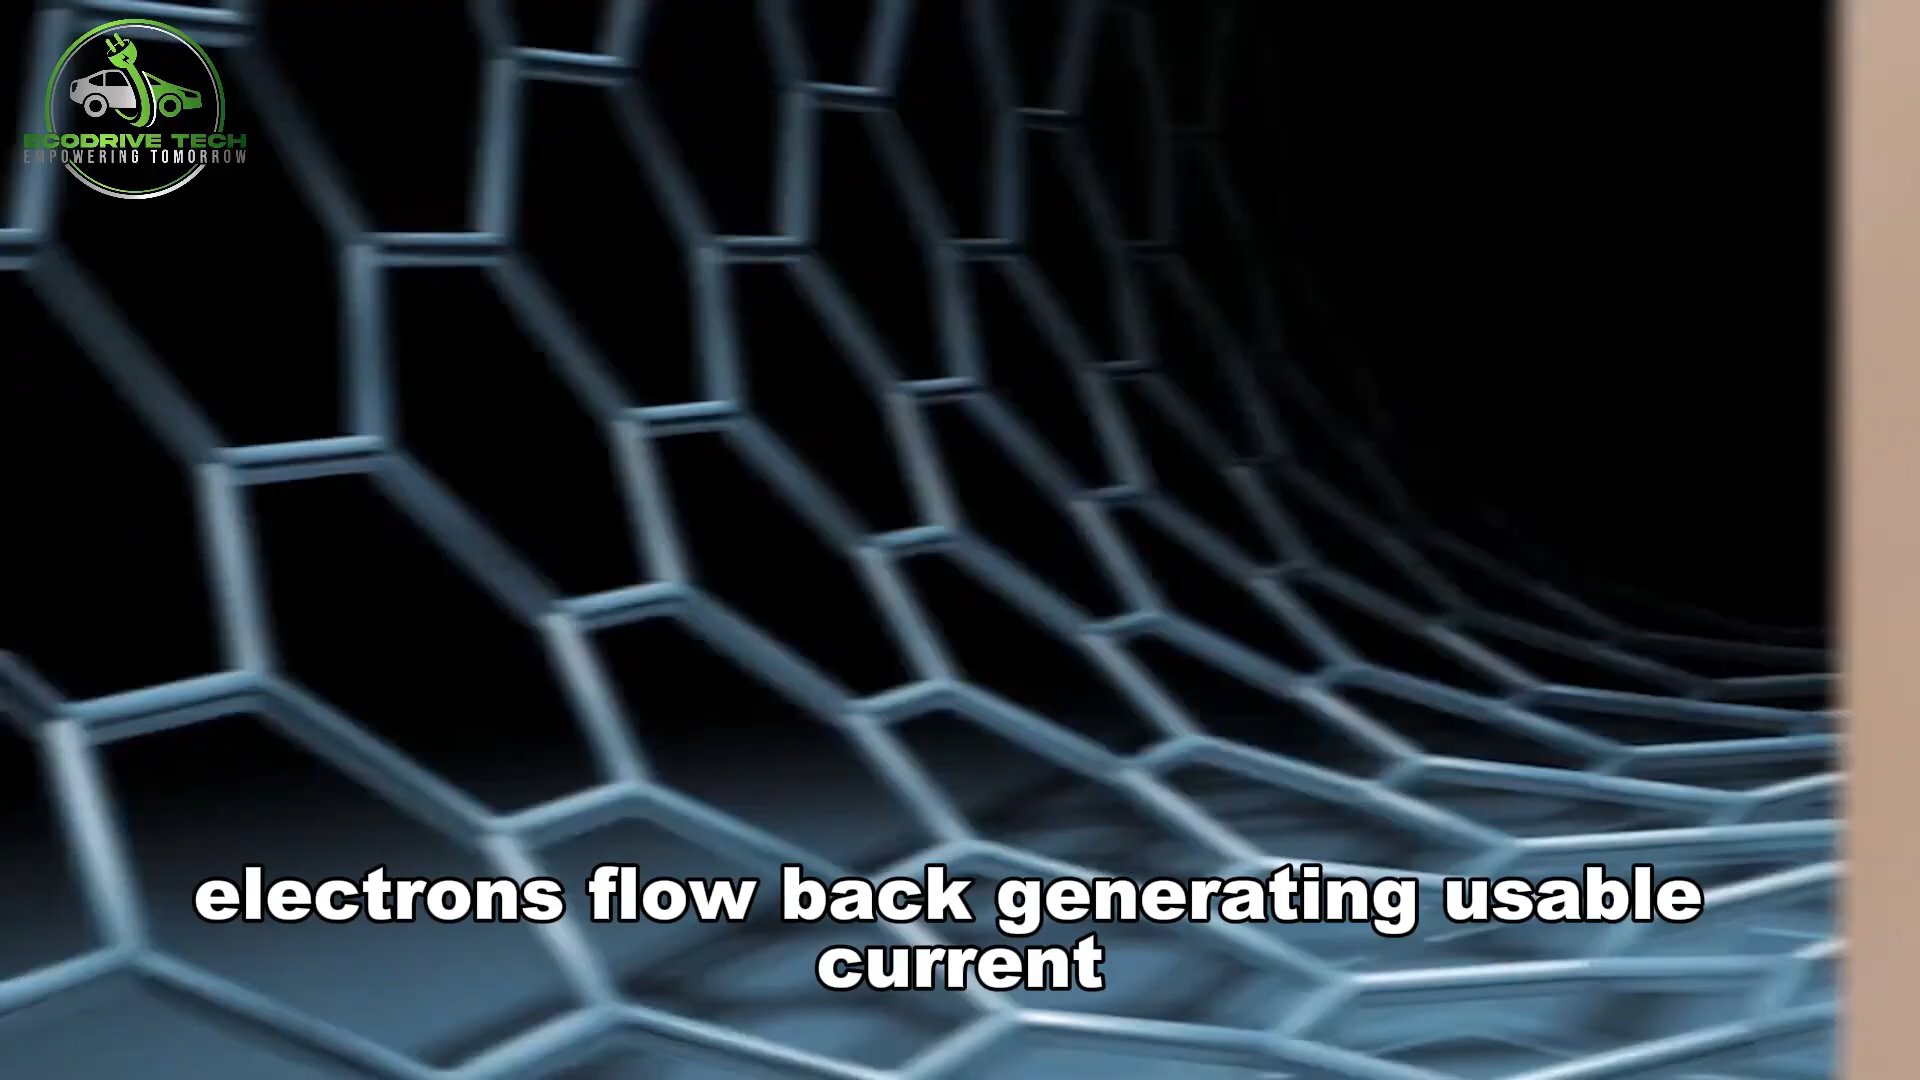 ECODRIVE TECH
EMPOWERING TOMORROW
electrons flow back generating usable
current